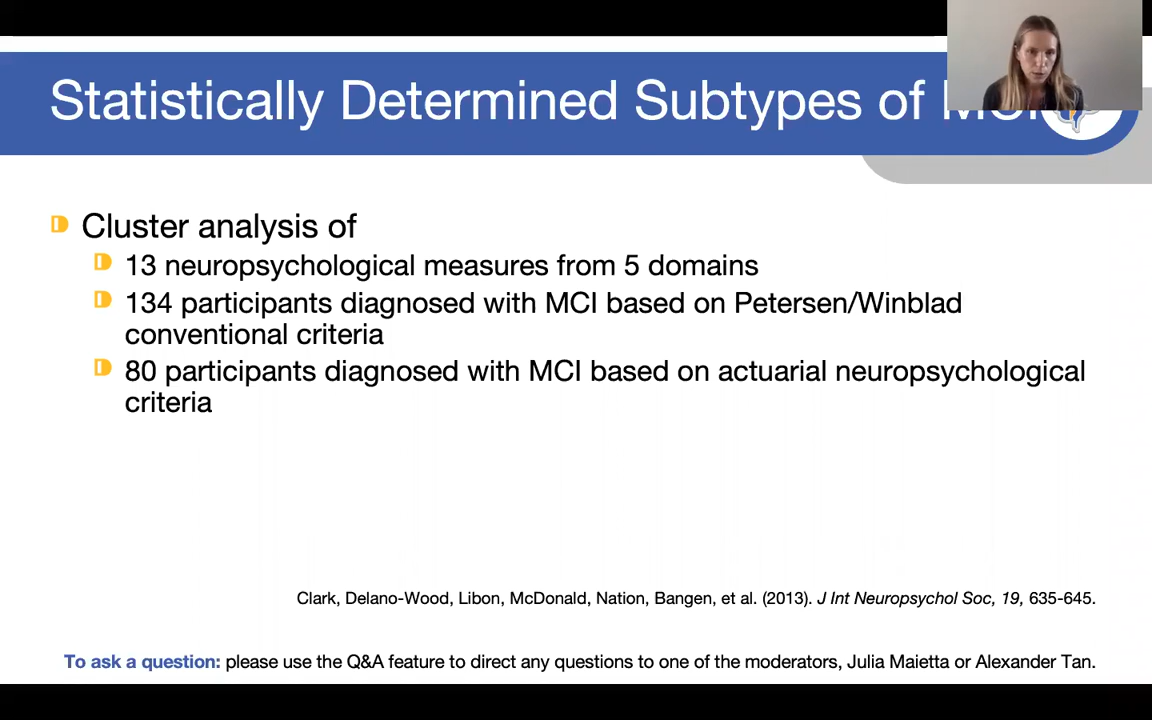 Statistically Determined Subtypes of MCI
Cluster analysis of
13 neuropsychological measures from 5 domains
134 participants diagnosed with MCI based on Petersen/Winblad
conventional criteria
80 participants diagnosed with MCI based on actuarial neuropsychological
criteria
Clark, Delano-Wood, Libon, McDonald, Nation, Bangen, et al. (2013). J Int Neuropsychol Soc, 19, 635-645.
To ask a question: please use the Q&A feature to direct any questions to one of the moderators, Julia Maietta or Alexander Tan.